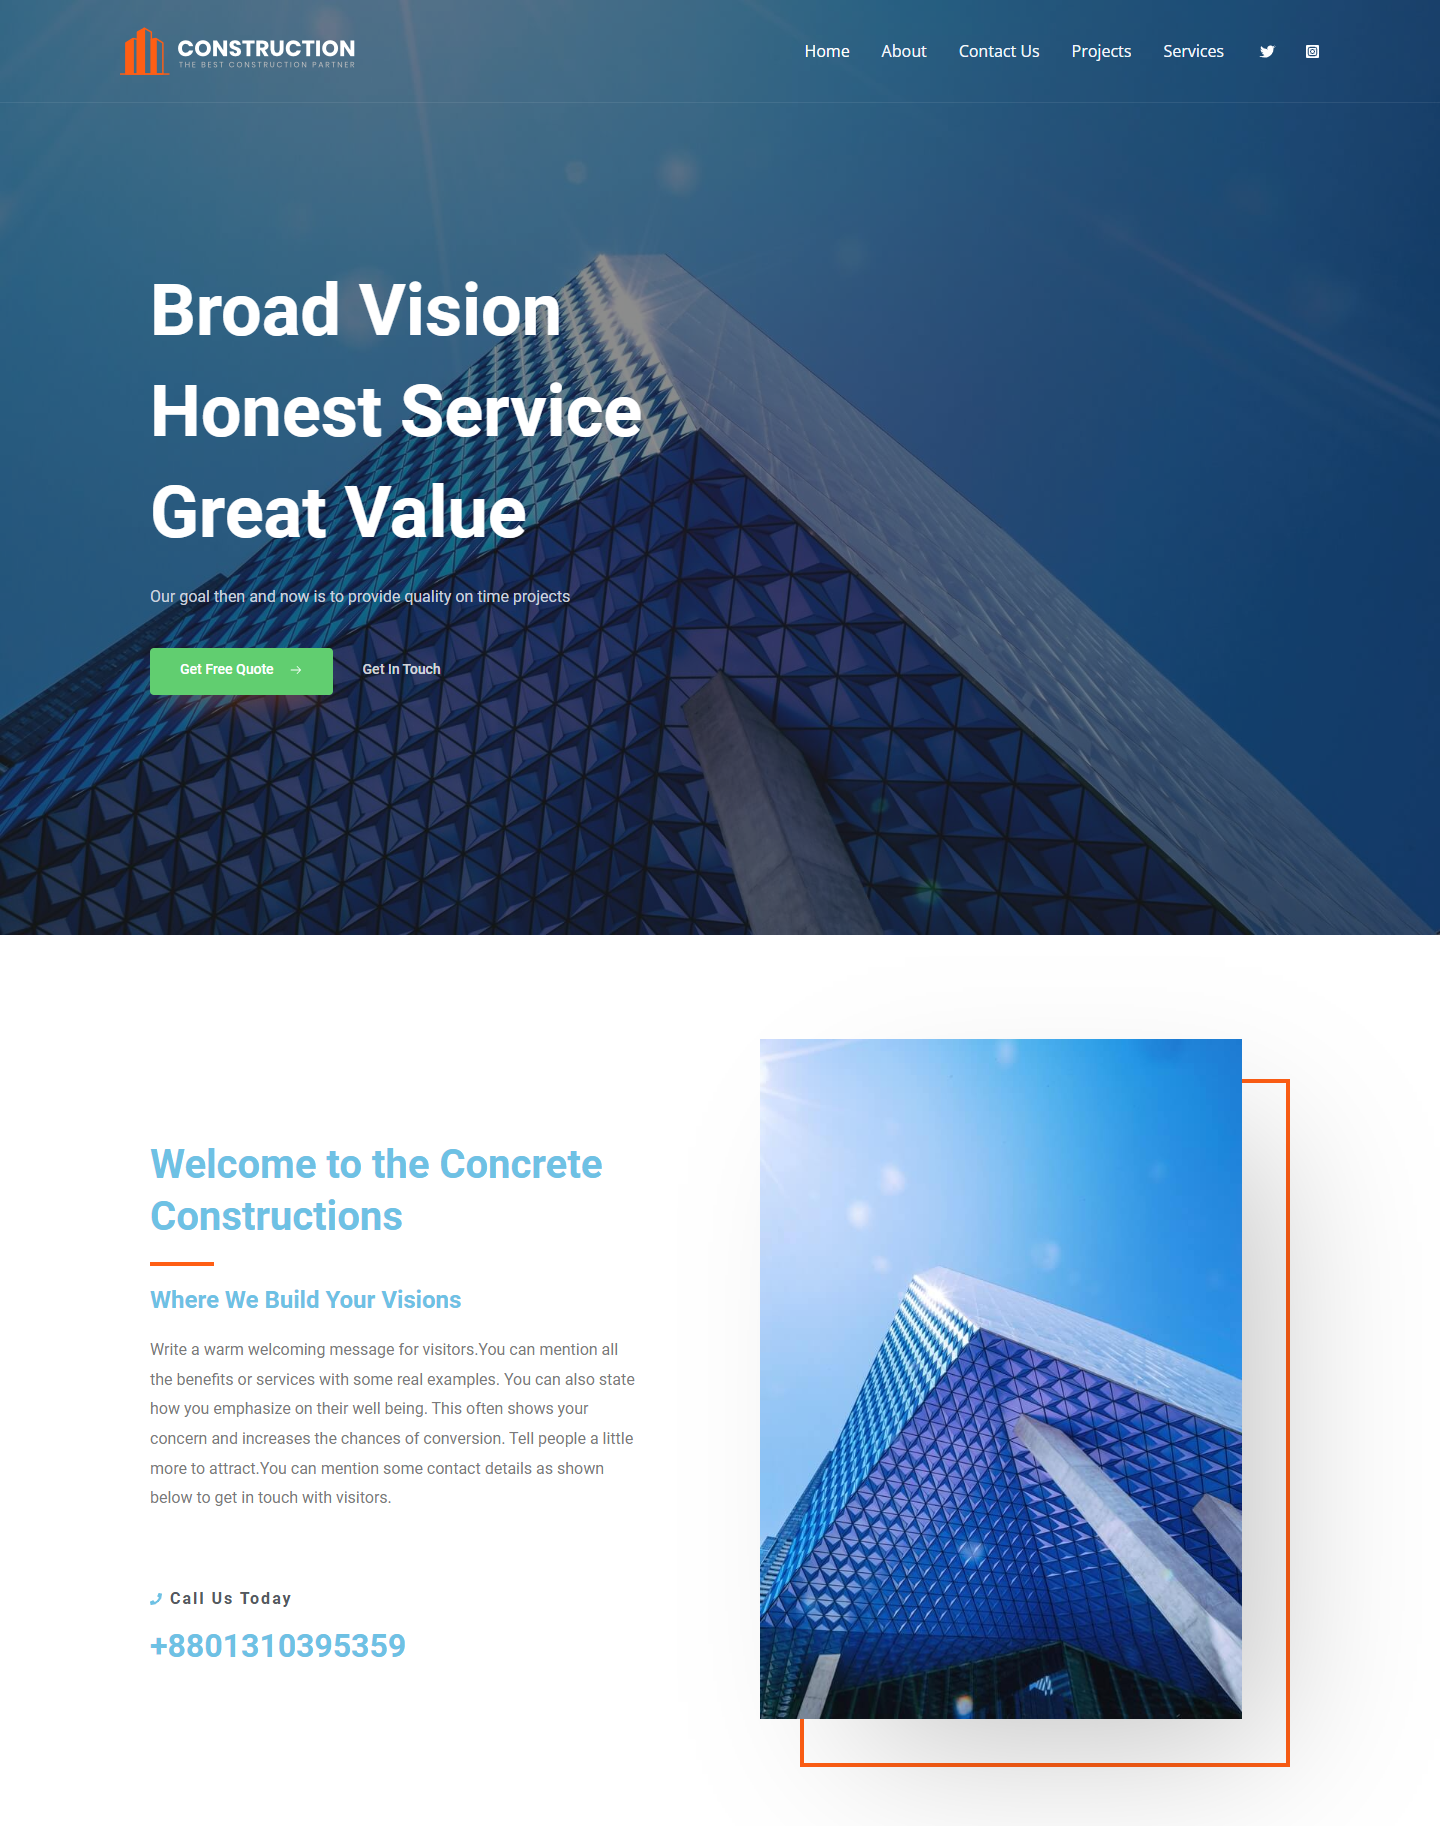 CONSTRUCTION
THE BEST CONSTRUCTION PARTNER
Home About Contact Us Projects Services
Broad Vision
Honest Service
Great Value
Our goal then and now is to provide quality on time projects
Get Free Quote → Get In Touch
Welcome to the Concrete
Constructions
Where We Build Your Visions
Write a warm welcoming message for visitors.You can mention all
the benefits or services with some real examples. You can also state
how you emphasize on their well being. This often shows your
concern and increases the chances of conversion. Tell people a little
more to attract.You can mention some contact details as shown
below to get in touch with visitors.
Call Us Today
+8801310395359